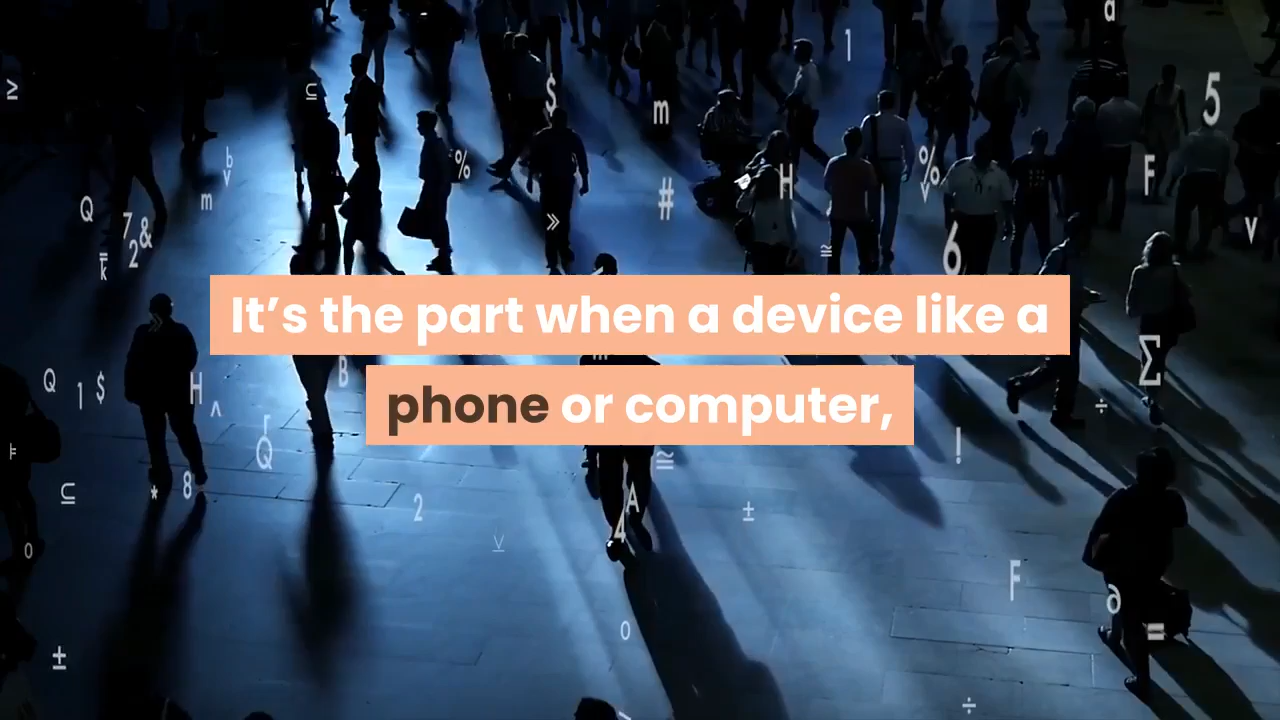 It’s the part when a device like a
phone or computer,